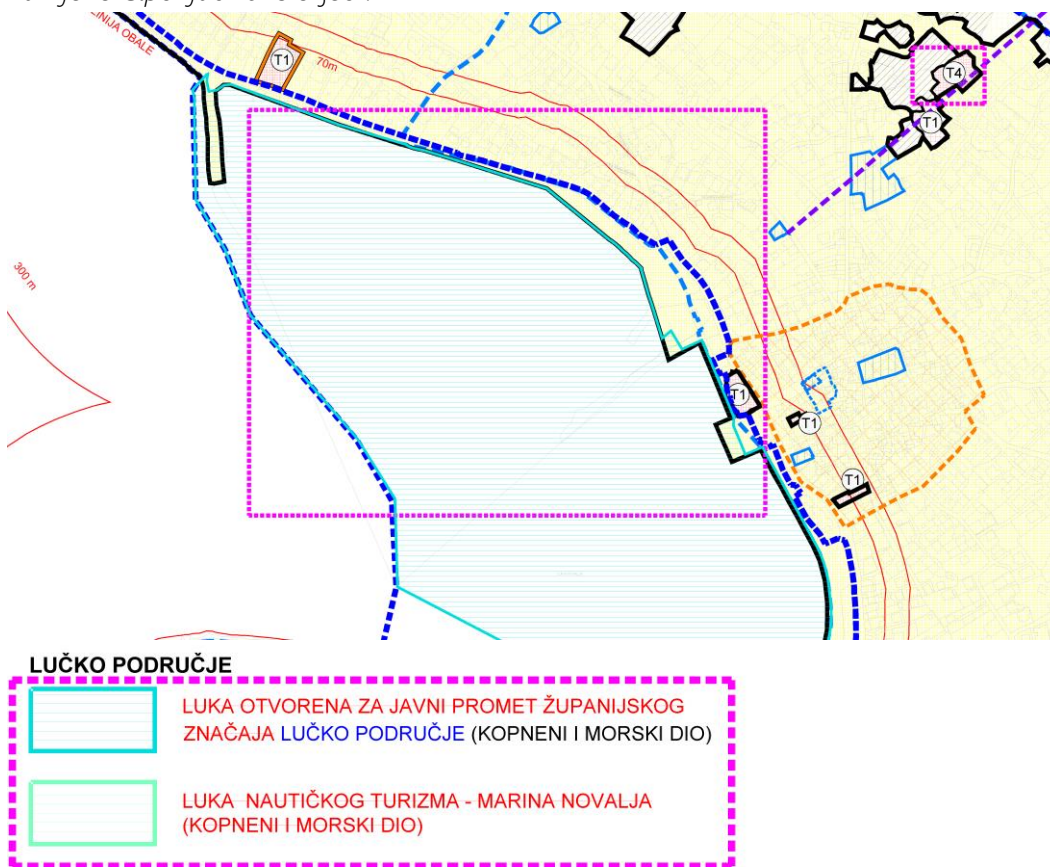 LINIJA OBALE
T1
70m
T4
T1
300 m
T1
T1
T1
LUČKO PODRUČJE
LUKA OTVORENA ZA JAVNI PROMET ŽUPANIJSKOG
ZNAČAJA LUČKO PODRUČJE (KOPNENI I MORSKI DIO)
LUKA NAUTIČKOG TURIZMA - MARINA NOVALJA
(KOPNENI I MORSKI DIO)